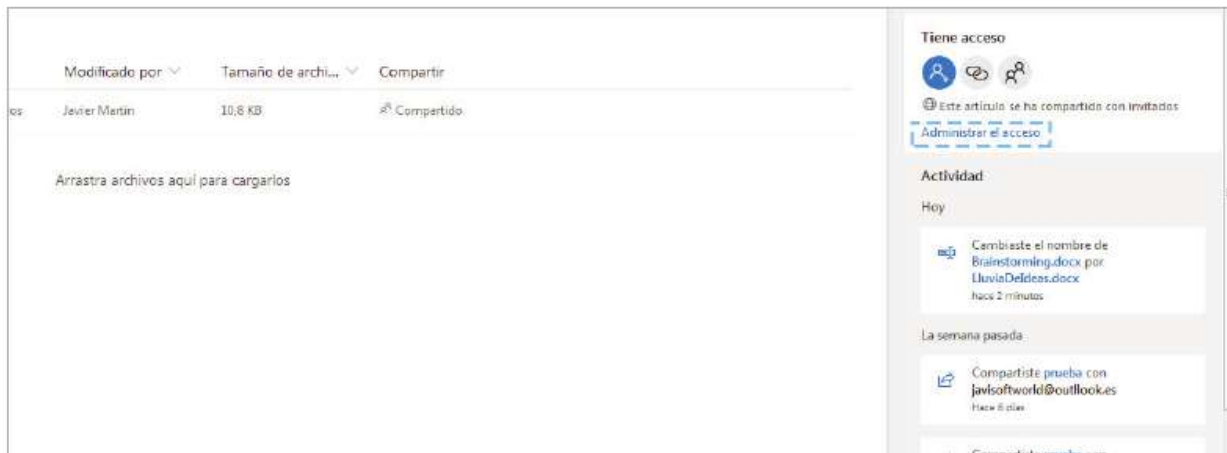 Modificado por
Tamaño de archi...
Compartir
os
Javier Martin
10,8 KB
Compartido
Arrastra archivos aquí para cargarlos
Tiene acceso
Este artículo se ha compartido con invitados
Administrar el acceso
Actividad
Hoy
Cambiaste el nombre de
Brainstorming.docx por
LluviaDeIdeas.docx
hace 2 minutos
La semana pasada
Compartiste prueba con
javisoftworld@outllook.es
Hace 6 días